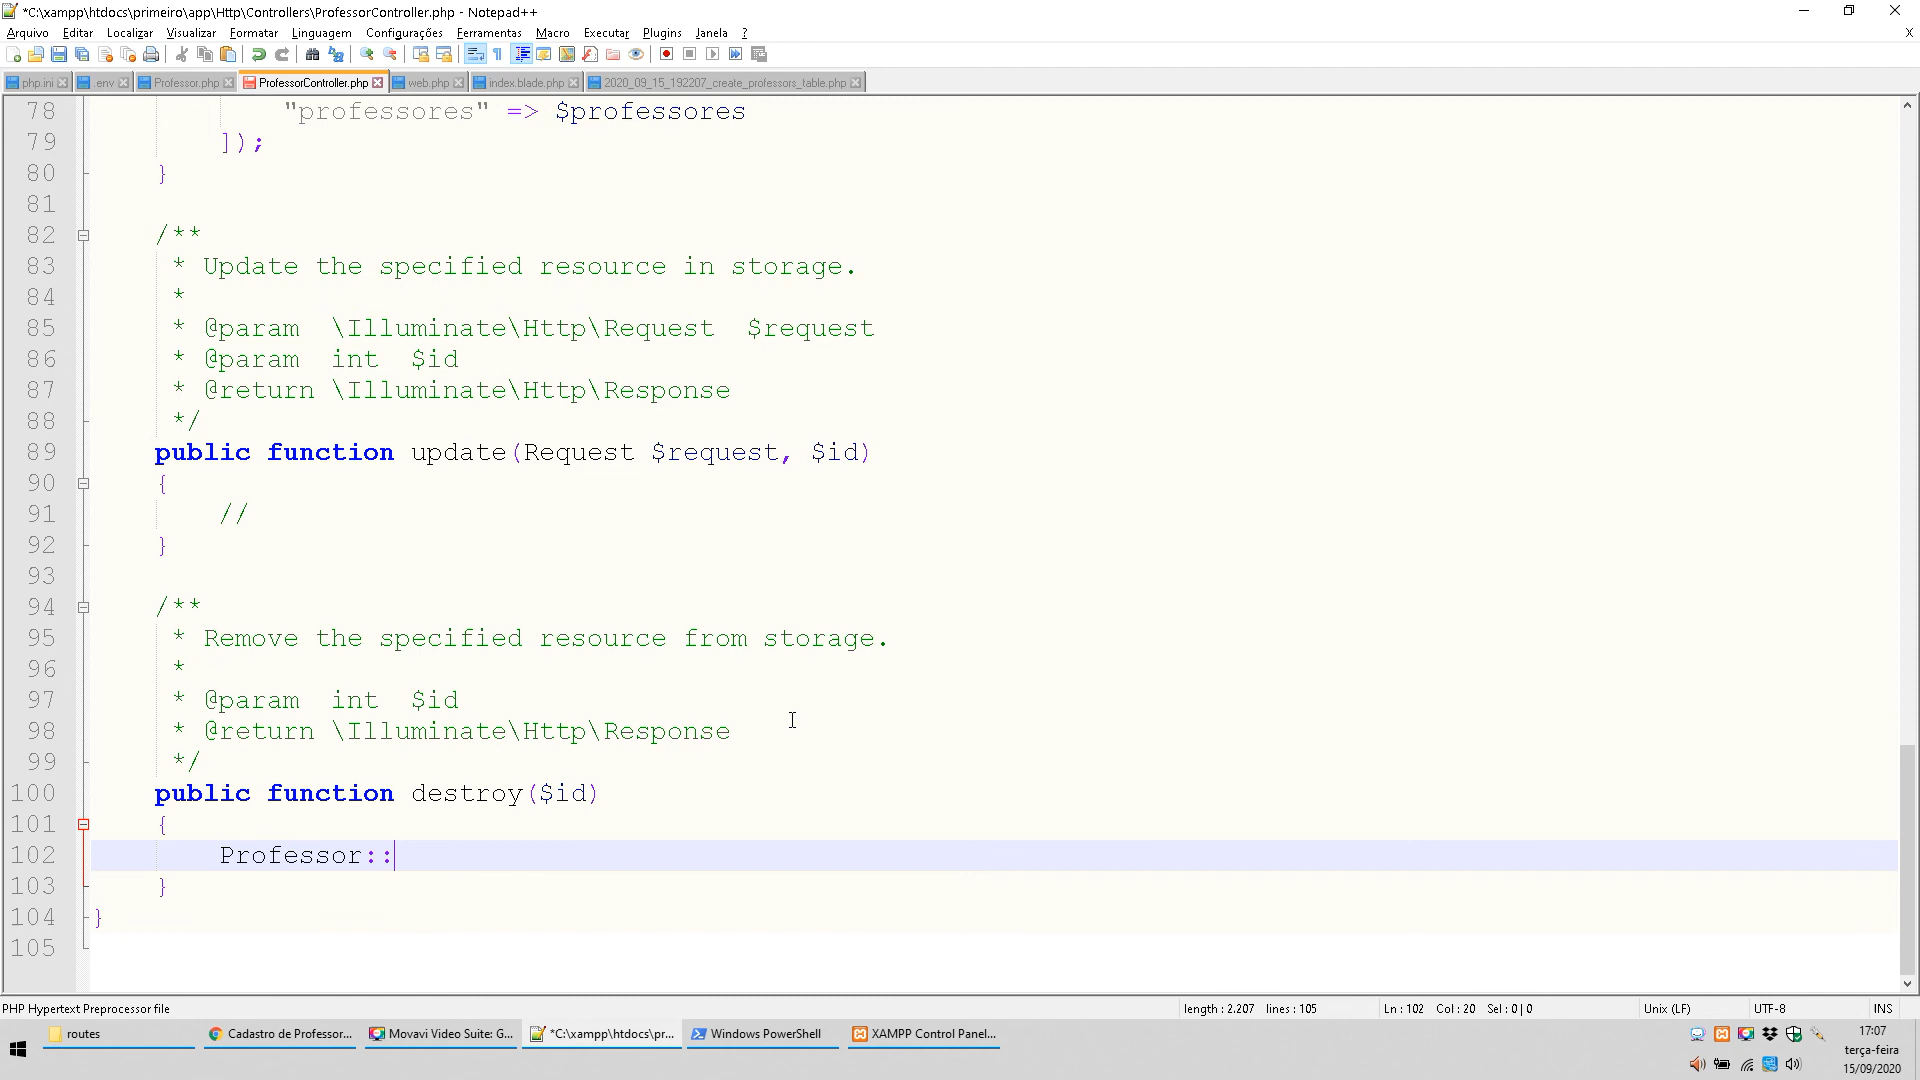 *C:\xampp\htdocs\primeiro\app\Http\Controllers\ProfessorController.php - Notepad++
Arquivo Editar Localizar Visualizar Formatar Linguagem Configurações Ferramentas Macro Executar Plugins Janela ? X
php.ini .env Professor.php ProfessorController.php web.php index.blade.php 2020_09_15_192207_create_professors_table.php
78 "professores" => $professores
79 ]);
80 }
81
82 /**
83 * Update the specified resource in storage.
84 *
85 * @param  \Illuminate\Http\Request  $request
86 * @param  int  $id
87 * @return \Illuminate\Http\Response
88 */
89 public function update(Request $request, $id)
90 {
91 //
92 }
93
94 /**
95 * Remove the specified resource from storage.
96 *
97 * @param  int  $id
98 * @return \Illuminate\Http\Response
99 */
100 public function destroy($id)
101 {
102 Professor::
103 }
104 }
105
PHP Hypertext Preprocessor file length : 2.207 lines : 105 Ln : 102 Col : 20 Sel : 0 | 0 Unix (LF) UTF-8 INS
routes Cadastro de Professor... Movavi Video Suite: G... *C:\xampp\htdocs\pr... Windows PowerShell XAMPP Control Panel...
17:07
terça-feira
15/09/2020